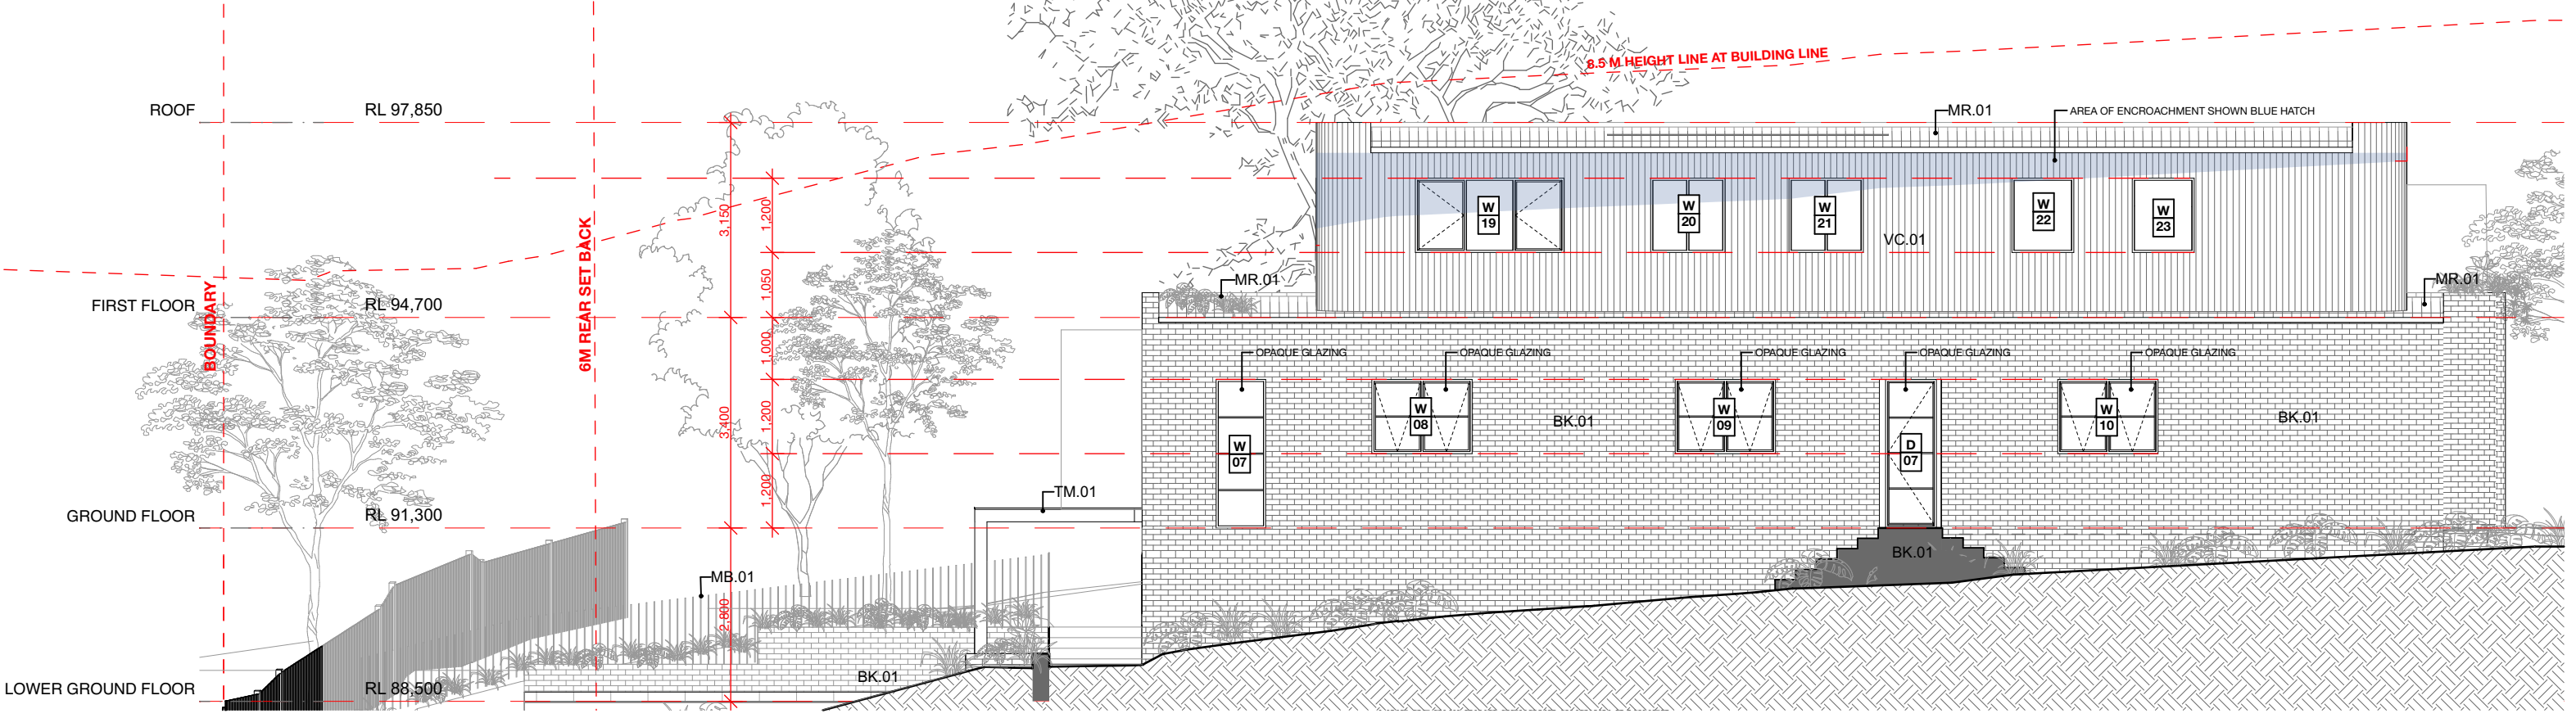 8.5 M HEIGHT LINE AT BUILDING LINE
ROOF
RL 97,850
MR.01
AREA OF ENCROACHMENT SHOWN BLUE HATCH
3,150
1,200
W
19
W
20
W
21
W
22
W
23
VC.01
6M REAR SET BACK
BOUNDARY
1,050
MR.01
MR.01
FIRST FLOOR
RL 94,700
1,000
OPAQUE GLAZING
OPAQUE GLAZING
OPAQUE GLAZING
OPAQUE GLAZING
OPAQUE GLAZING
3,400
1,200
W
07
W
08
BK.01
W
09
D
07
W
10
BK.01
1,200
TM.01
GROUND FLOOR
RL 91,300
BK.01
MB.01
2,800
BK.01
LOWER GROUND FLOOR
RL 88,500